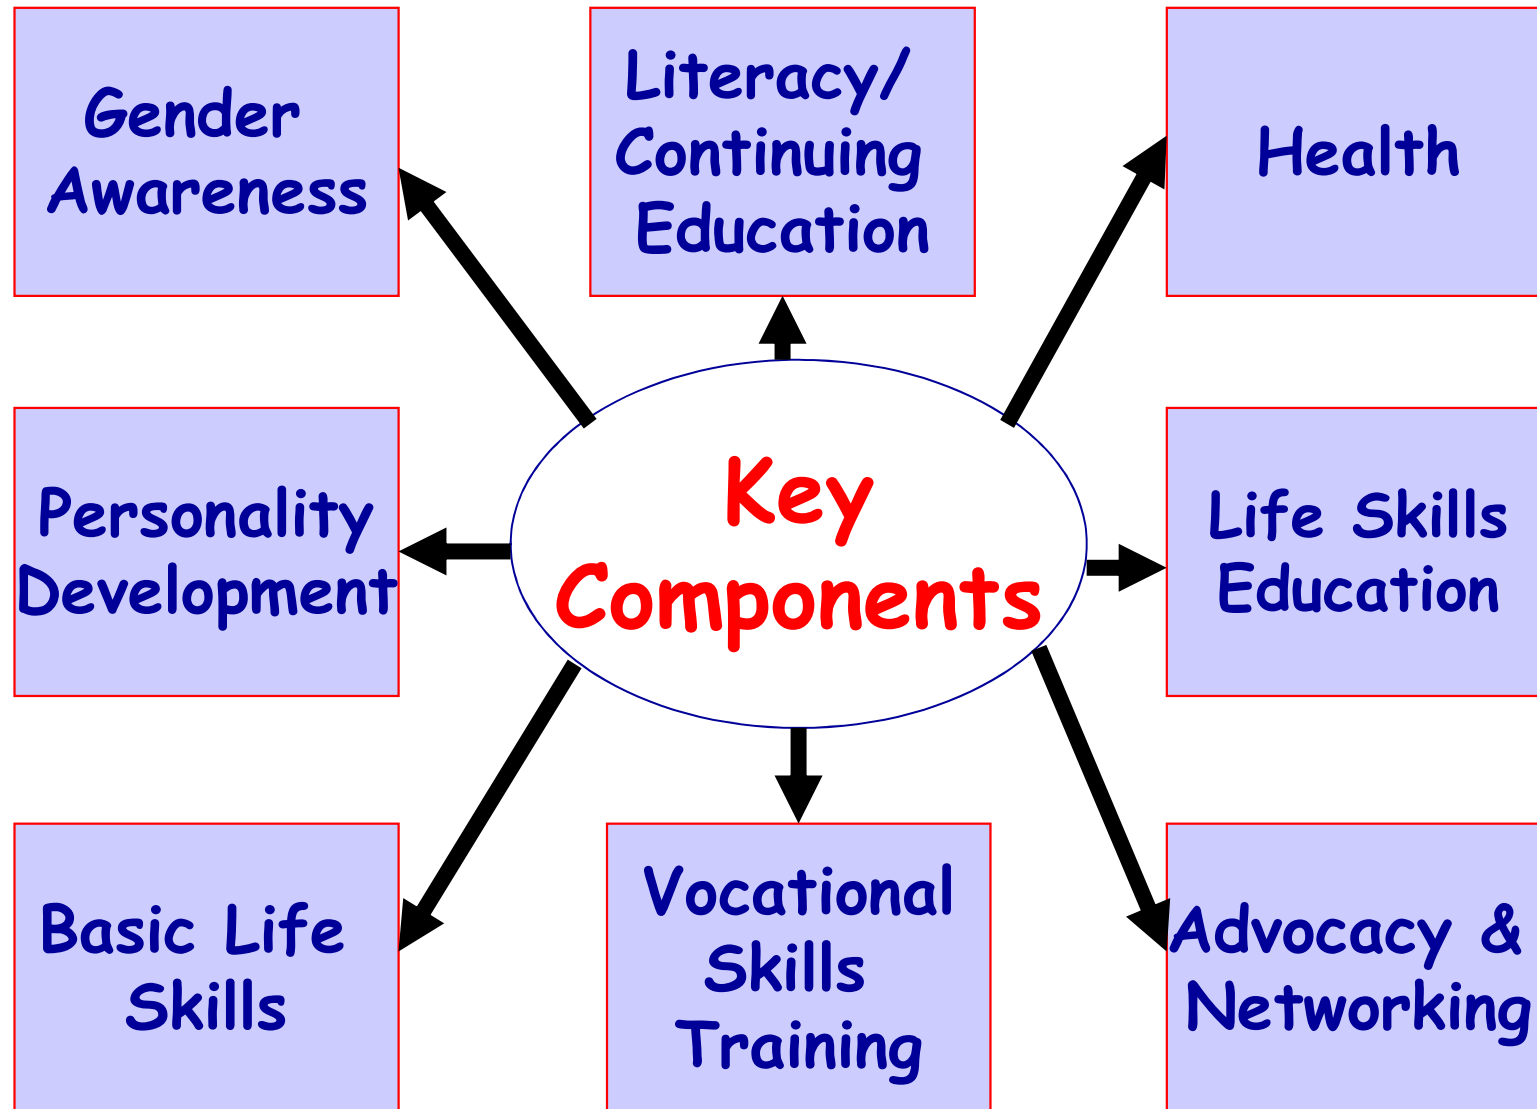 Gender
Awareness
Literacy/
Continuing
Education
Health
Personality
Development
Key
Components
Life Skills
Education
Basic Life
Skills
Vocational
Skills
Training
Advocacy &
Networking